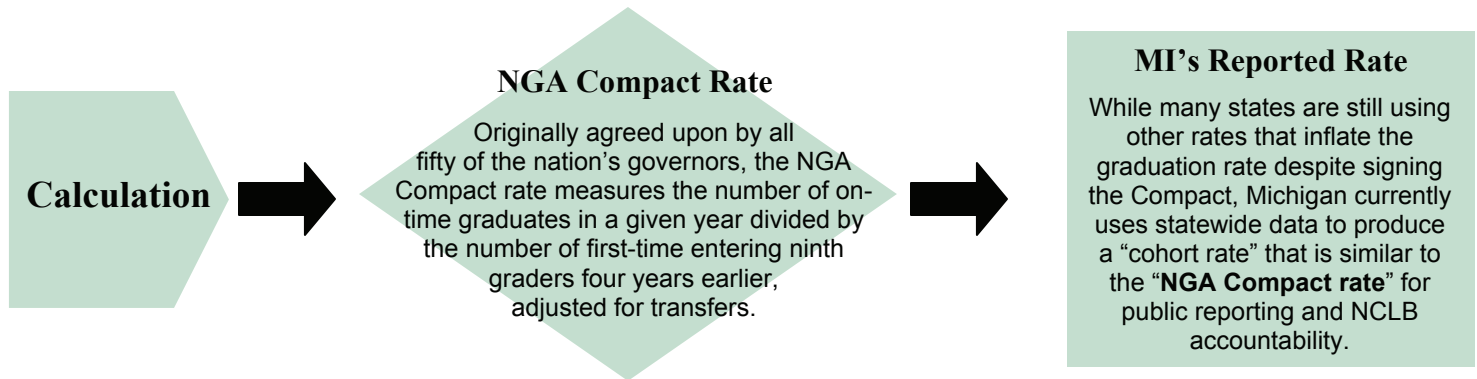 Calculation
NGA Compact Rate
Originally agreed upon by all
fifty of the nation’s governors, the NGA
Compact rate measures the number of on-
time graduates in a given year divided by
the number of first-time entering ninth
graders four years earlier,
adjusted for transfers.
MI’s Reported Rate
While many states are still using
other rates that inflate the
graduation rate despite signing
the Compact, Michigan currently
uses statewide data to produce
a “cohort rate” that is similar to
the “NGA Compact rate” for
public reporting and NCLB
accountability.